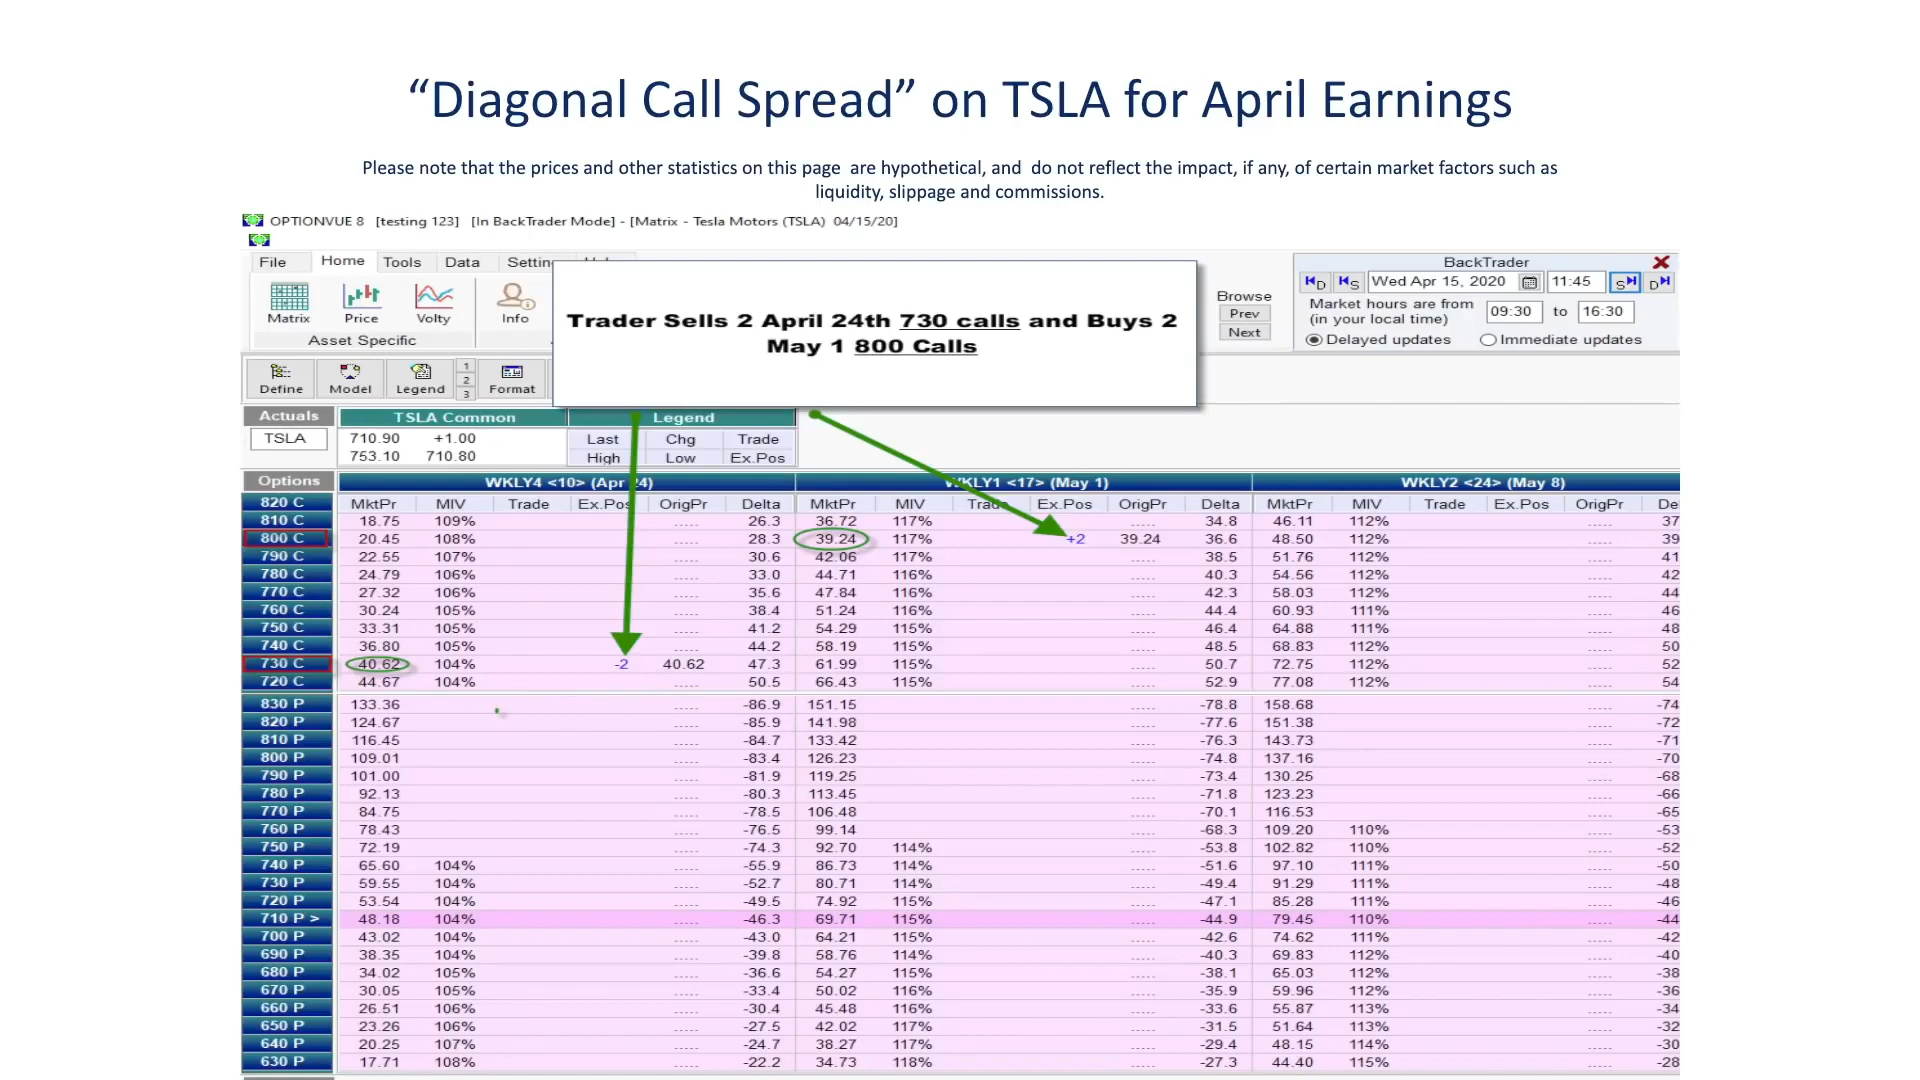 “Diagonal Call Spread” on TSLA for April Earnings
Please note that the prices and other statistics on this page are hypothetical, and do not reflect the impact, if any, of certain market factors such as
liquidity, slippage and commissions.
OPTIONVUE 8 [testing 123] [In BackTrader Mode] - [Matrix - Tesla Motors (TSLA) 04/15/20]
File Home Tools Data
Matrix Price Volty Info
Asset Specific
Trader Sells 2 April 24th 730 calls and Buys 2
May 1 800 Calls
Browse
Prev
Next
BackTrader
D S Wed Apr 15, 2020 11:45 S D
Market hours are from
(in your local time) 09:30 to 16:30
Delayed updates Immediate updates
Define Model Legend 1 2 3 Format
Actuals TSLA Common Legend
TSLA 710.90 +1.00 Last Chg Trade
753.10 710.80 High Low Ex.Pos
Options WKLY4 <10> (Apr 24) WKLY1 <17> (May 1) WKLY2 <24> (May 8)
820 C MktPr MIV Trade Ex.Pos OrigPr Delta MktPr MIV Trade Ex.Pos OrigPr Delta MktPr MIV Trade Ex.Pos OrigPr De
810 C 18.75 109% ..... 26.3 36.72 117% ..... 34.8 46.11 112% ..... 37
800 C 20.45 108% ..... 28.3 39.24 117% +2 39.24 36.6 48.50 112% ..... 39
790 C 22.55 107% ..... 30.6 42.06 117% ..... 38.5 51.76 112% ..... 41
780 C 24.79 106% ..... 33.0 44.71 116% ..... 40.3 54.56 112% ..... 42
770 C 27.32 106% ..... 35.6 47.84 116% ..... 42.3 58.03 112% ..... 44
760 C 30.24 105% ..... 38.4 51.24 116% ..... 44.4 60.93 111% ..... 46
750 C 33.31 105% ..... 41.2 54.29 115% ..... 46.4 64.88 111% ..... 48
740 C 36.80 105% ..... 44.2 58.19 115% ..... 48.5 68.83 112% ..... 50
730 C 40.62 104% -2 40.62 47.3 61.99 115% ..... 50.7 72.75 112% ..... 52
720 C 44.67 104% ..... 50.5 66.43 115% ..... 52.9 77.08 112% ..... 54
830 P 133.36 ..... -86.9 151.15 ..... -78.8 158.68 ..... -74
820 P 124.67 ..... -85.9 141.98 ..... -77.6 151.38 ..... -72
810 P 116.45 ..... -84.7 133.42 ..... -76.3 143.73 ..... -71
800 P 109.01 ..... -83.4 126.23 ..... -74.8 137.16 ..... -70
790 P 101.00 ..... -81.9 119.25 ..... -73.4 130.25 ..... -68
780 P 92.13 ..... -80.3 113.45 ..... -71.8 123.23 ..... -66
770 P 84.75 ..... -78.5 106.48 ..... -70.1 116.53 ..... -65
760 P 78.43 ..... -76.5 99.14 ..... -68.3 109.20 110% ..... -53
750 P 72.19 ..... -74.3 92.70 114% ..... -53.8 102.82 110% ..... -52
740 P 65.60 104% ..... -55.9 86.73 114% ..... -51.6 97.10 111% ..... -50
730 P 59.55 104% ..... -52.7 80.71 114% ..... -49.4 91.29 111% ..... -48
720 P 53.54 104% ..... -49.5 74.92 115% ..... -47.1 85.28 111% ..... -46
710 P > 48.18 104% ..... -46.3 69.71 115% ..... -44.9 79.45 110% ..... -44
700 P 43.02 104% ..... -43.0 64.21 115% ..... -42.6 74.62 111% ..... -42
690 P 38.35 104% ..... -39.8 58.76 114% ..... -40.3 69.83 112% ..... -40
680 P 34.02 105% ..... -36.6 54.27 115% ..... -38.1 65.03 112% ..... -38
670 P 30.05 105% ..... -33.4 50.02 116% ..... -35.9 59.96 112% ..... -36
660 P 26.51 106% ..... -30.4 45.48 116% ..... -33.6 55.87 113% ..... -34
650 P 23.26 106% ..... -27.5 42.02 117% ..... -31.5 51.64 113% ..... -32
640 P 20.25 107% ..... -24.7 38.27 117% ..... -29.4 48.15 114% ..... -30
630 P 17.71 108% ..... -22.2 34.73 118% ..... -27.3 44.40 115% ..... -28